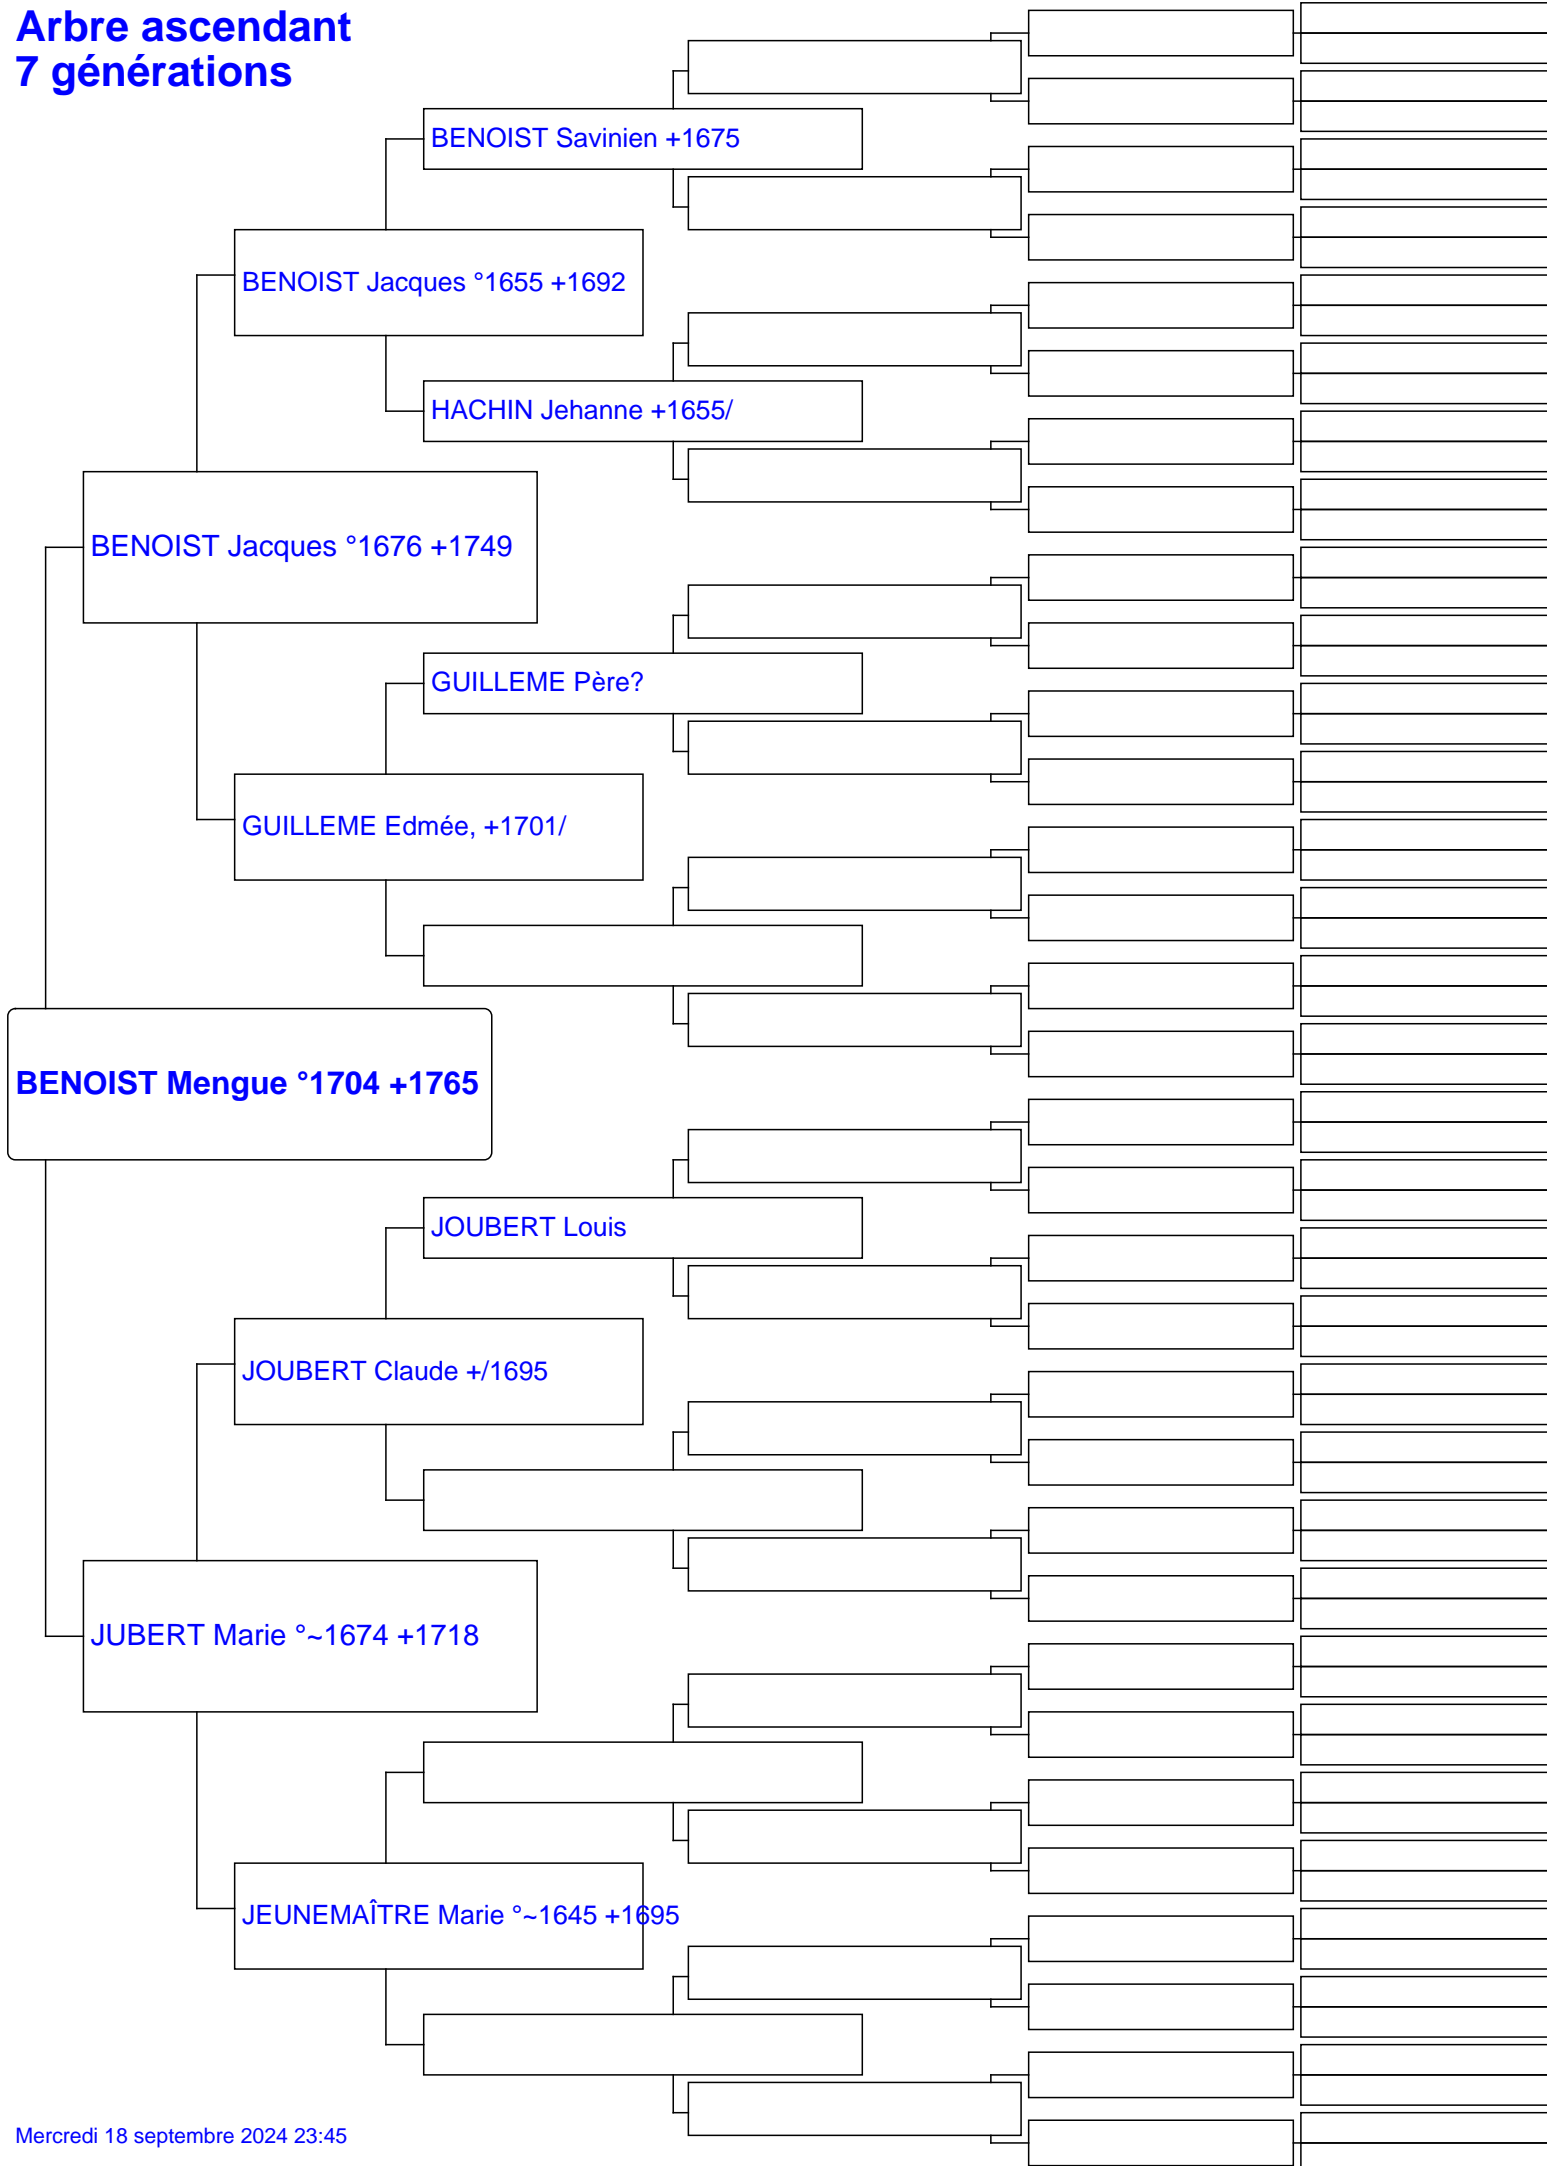 Arbre ascendant
7 générations
BENOIST Savinien +1675
BENOIST Jacques °1655 +1692
HACHIN Jehanne +1655/
BENOIST Jacques °1676 +1749
GUILLEME Père?
GUILLEME Edmée, +1701/
BENOIST Mengue °1704 +1765
JOUBERT Louis
JOUBERT Claude +/1695
JUBERT Marie °~1674 +1718
JEUNEMAÎTRE Marie °~1645 +1695
Mercredi 18 septembre 2024 23:45